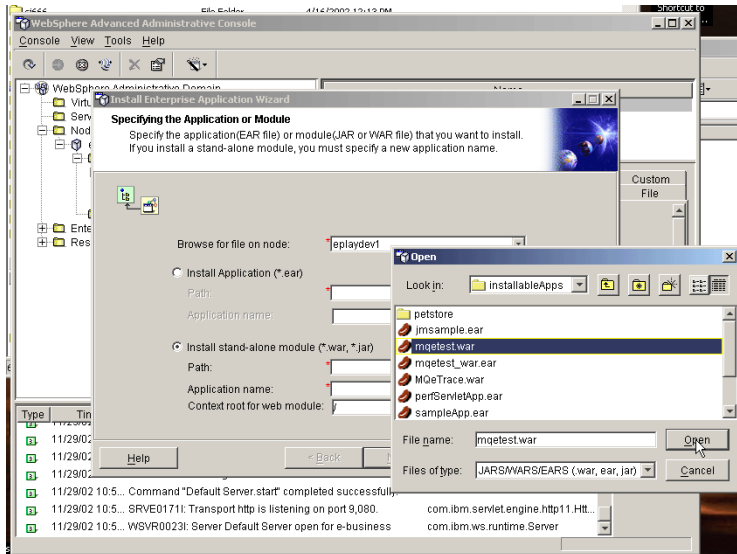 Shortcut to
File Folder
WebSphere Advanced Administrative Console
Console View Tools Help
WebSphere Administrative Domain
Name
Install Enterprise Application Wizard
Specifying the Application or Module
Specify the application(EAR file) or module(JAR or WAR file) that you want to install.
If you install a stand-alone module, you must specify a new application name.
Custom
File
Browse for file on node: *eplaydev1
Install Application (*.ear)
Path: *
Application name:
Install stand-alone module (*.war, *.jar)
Path: *
Application name: *
Context root for web module: /
Help
< Back
Open
Look in: installableApps
petstore
jmsample.ear
mqetest.war
mqetest_war.ear
MQeTrace.war
perfServletApp.ear
sampleApp.ear
File name: mqetest.war
Open
Files of type: JARS/WARS/EARS (.war, ear, jar)
Cancel
Type
11/29/02
11/29/02
11/29/02
11/29/02 10:5... Command "Default Server.start" completed successfully.
11/29/02 10:5... SRVE0171I: Transport http is listening on port 9,080. com.ibm.servlet.engine.http11.Htt...
11/29/02 10:5... WSVR0023I: Server Default Server open for e-business com.ibm.ws.runtime.Server